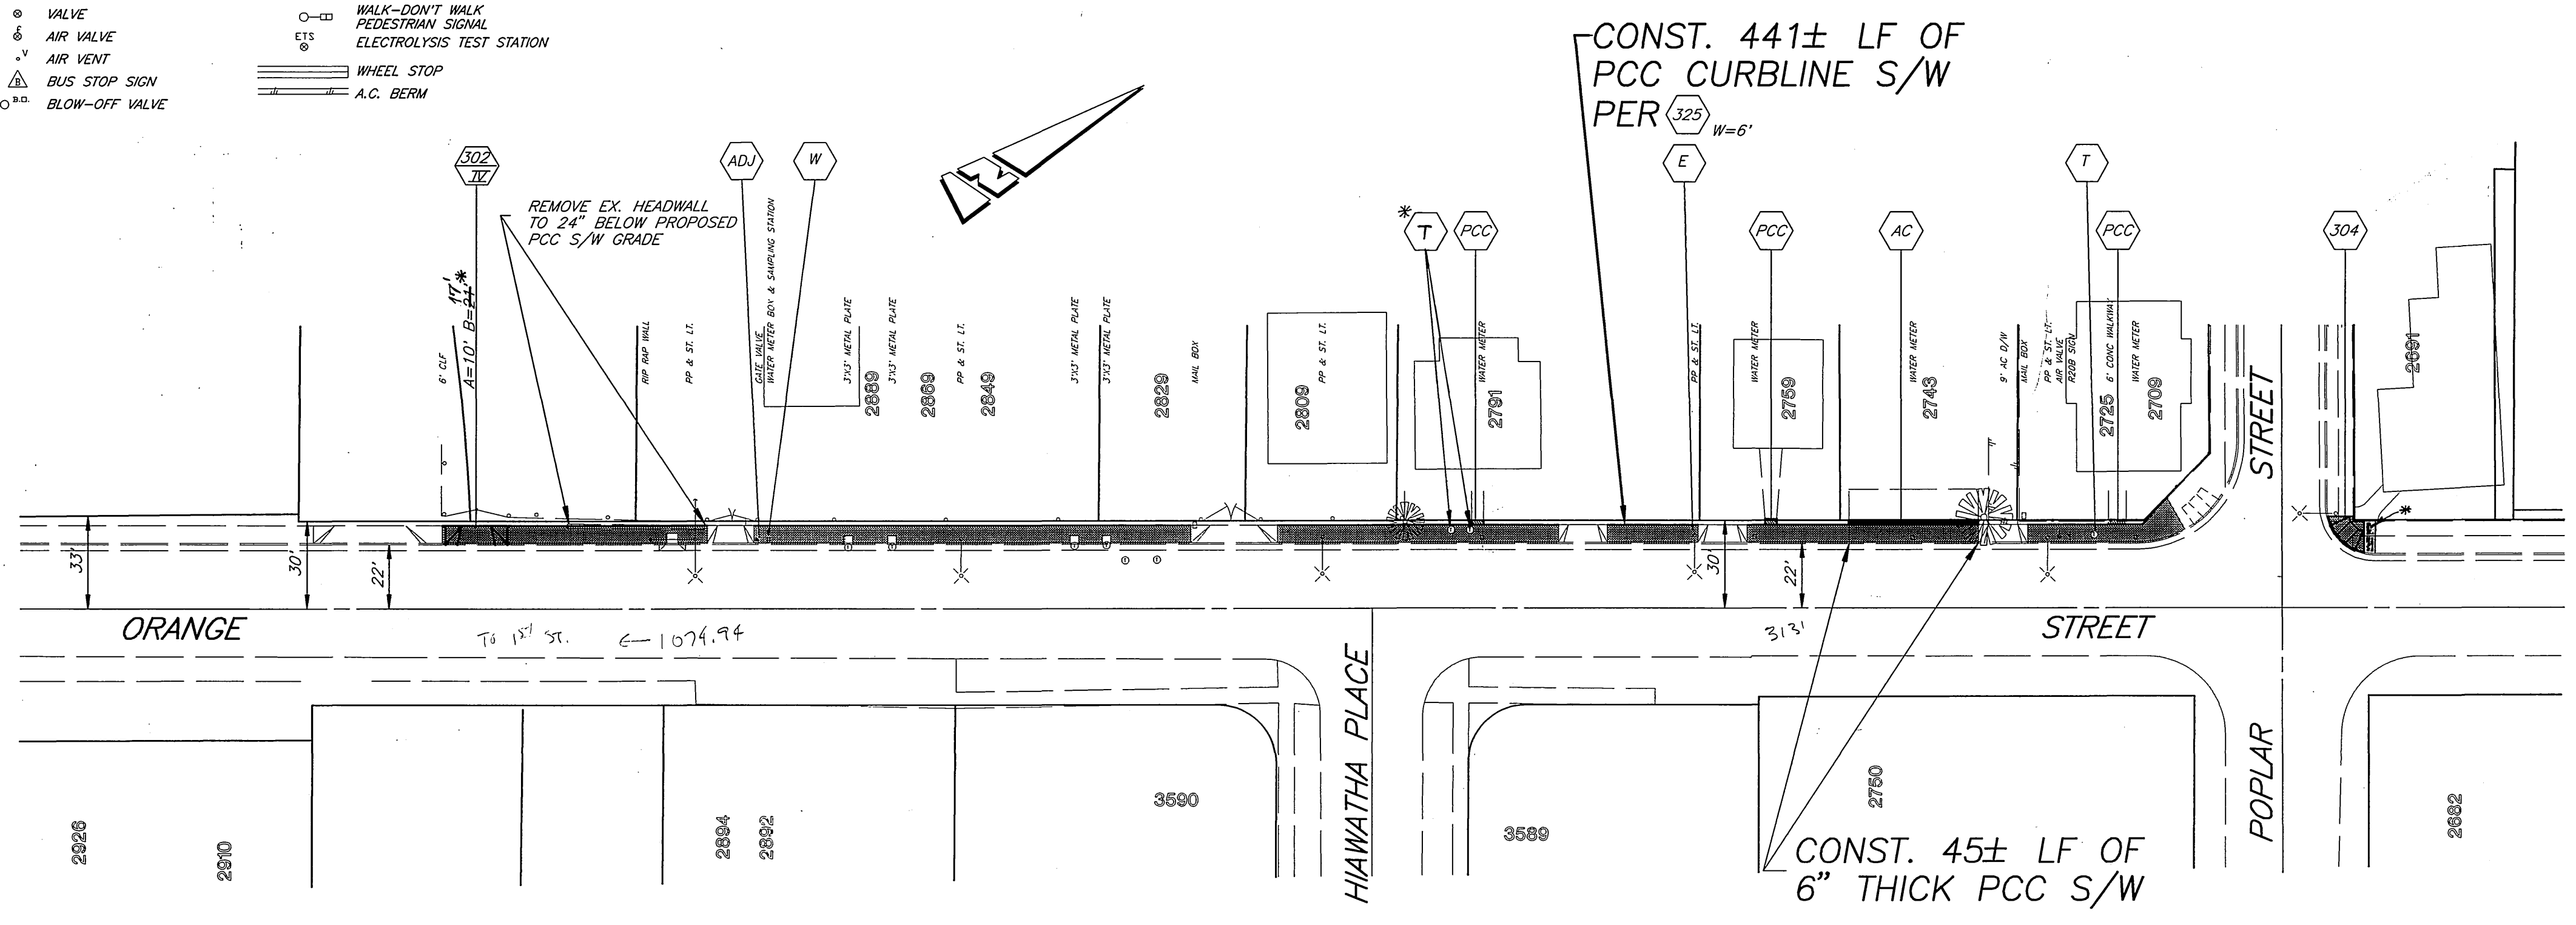 VALVE
AIR VALVE
V AIR VENT
B BUS STOP SIGN
B.O. BLOW-OFF VALVE
WALK-DON'T WALK
PEDESTRIAN SIGNAL
ETS
ELECTROLYSIS TEST STATION
WHEEL STOP
A.C. BERM
CONST. 441± LF OF
PCC CURBLINE S/W
PER 325 W=6'
302
IV
ADJ
W
E
T
REMOVE EX. HEADWALL
TO 24" BELOW PROPOSED
PCC S/W GRADE
*
T
PCC
PCC
AC
PCC
304
17'*
A=10' B=21'
6' CLF
RIP RAP WALL
PP & ST. LT.
GATE VALVE
WATER METER BOX & SAMPLING STATION
3'X3' METAL PLATE
2889
3'X3' METAL PLATE
2869
PP & ST. LT.
2849
3'X3' METAL PLATE
3'X3' METAL PLATE
2829
MAIL BOX
2809
PP & ST. LT.
WATER METER
2791
PP & ST. LT.
WATER METER
2759
WATER METER
2743
9' AC D/W
MAIL BOX
PP & ST. LT.
AIR VALVE
R20B SIGN
2725
6' CONC WALKWAY
WATER METER
2709
STREET
2691
*
33'
30'
22'
30'
22'
ORANGE
TO 1ST ST. ← 1074.94
3131
STREET
HIAWATHA PLACE
POPLAR
2926
2910
2894
2892
3590
3589
2750
2682
CONST. 45± LF OF
6" THICK PCC S/W